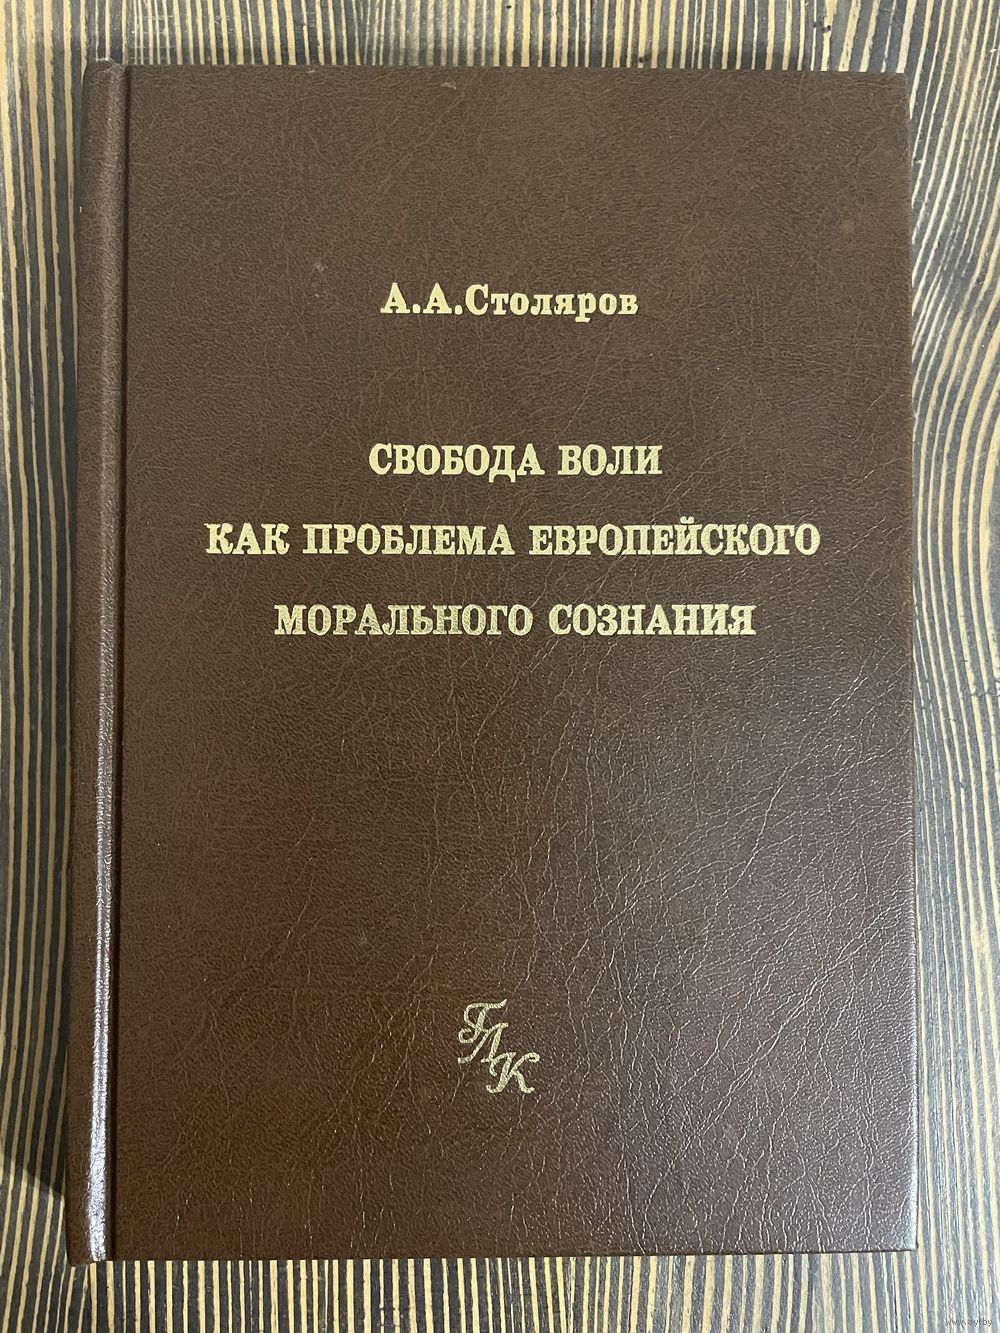 А.А.Столяров
СВОБОДА ВОЛИ
КАК ПРОБЛЕМА ЕВРОПЕЙСКОГО
МОРАЛЬНОГО СОЗНАНИЯ
ГЛК